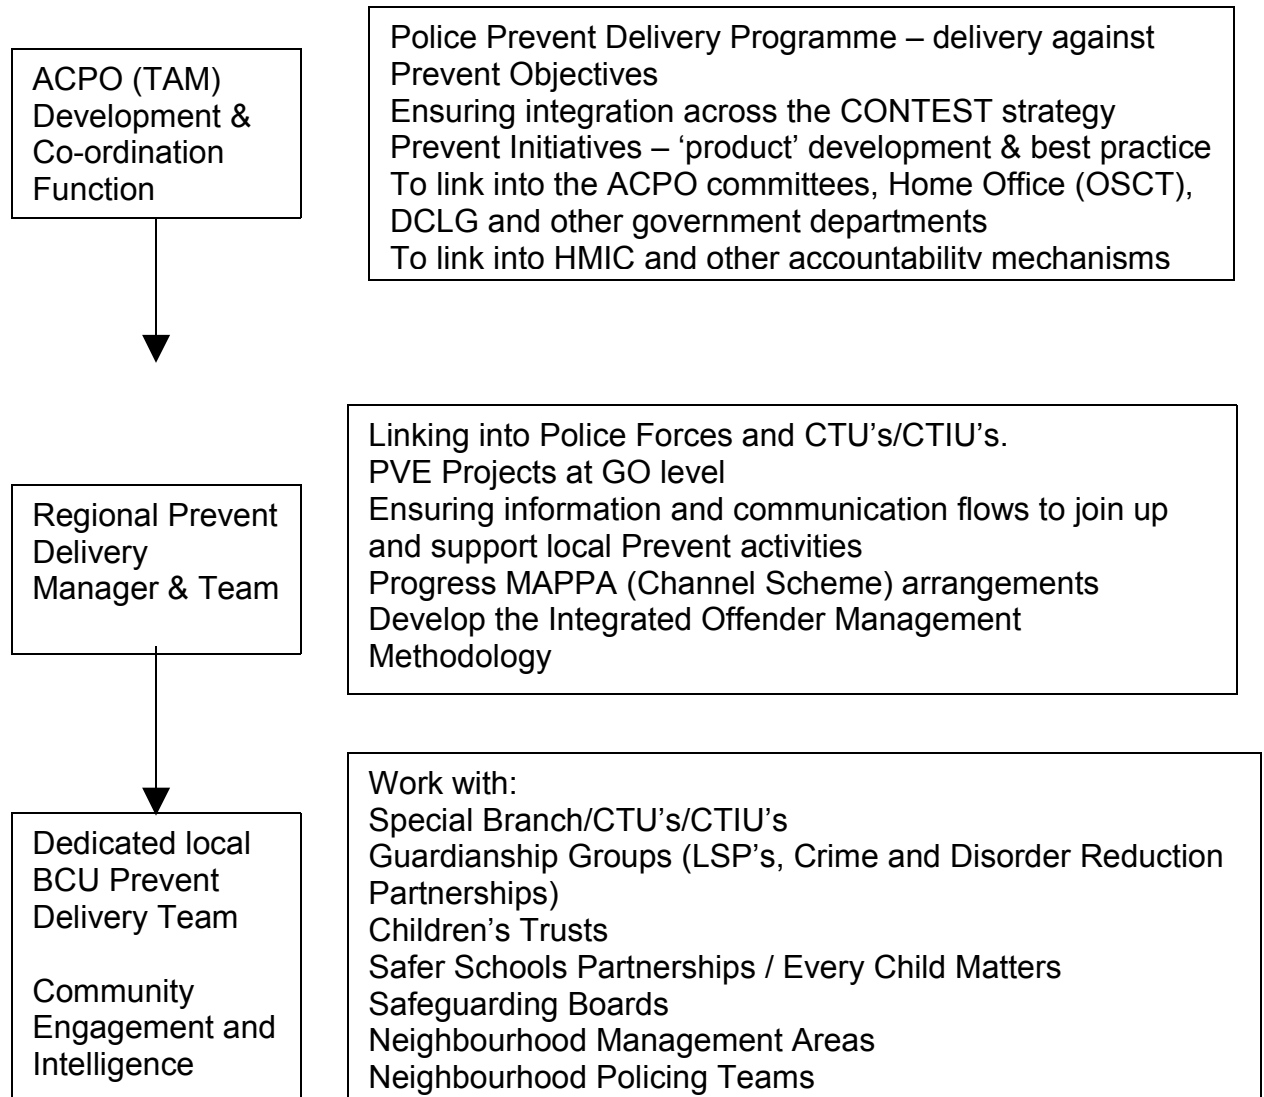 ACPO (TAM)
Development &
Co-ordination
Function
Police Prevent Delivery Programme – delivery against
Prevent Objectives
Ensuring integration across the CONTEST strategy
Prevent Initiatives – ‘product’ development & best practice
To link into the ACPO committees, Home Office (OSCT),
DCLG and other government departments
To link into HMIC and other accountability mechanisms
Regional Prevent
Delivery
Manager & Team
Linking into Police Forces and CTU’s/CTIU’s.
PVE Projects at GO level
Ensuring information and communication flows to join up
and support local Prevent activities
Progress MAPPA (Channel Scheme) arrangements
Develop the Integrated Offender Management
Methodology
Dedicated local
BCU Prevent
Delivery Team
Community
Engagement and
Intelligence
Work with:
Special Branch/CTU’s/CTIU’s
Guardianship Groups (LSP’s, Crime and Disorder Reduction
Partnerships)
Children’s Trusts
Safer Schools Partnerships / Every Child Matters
Safeguarding Boards
Neighbourhood Management Areas
Neighbourhood Policing Teams